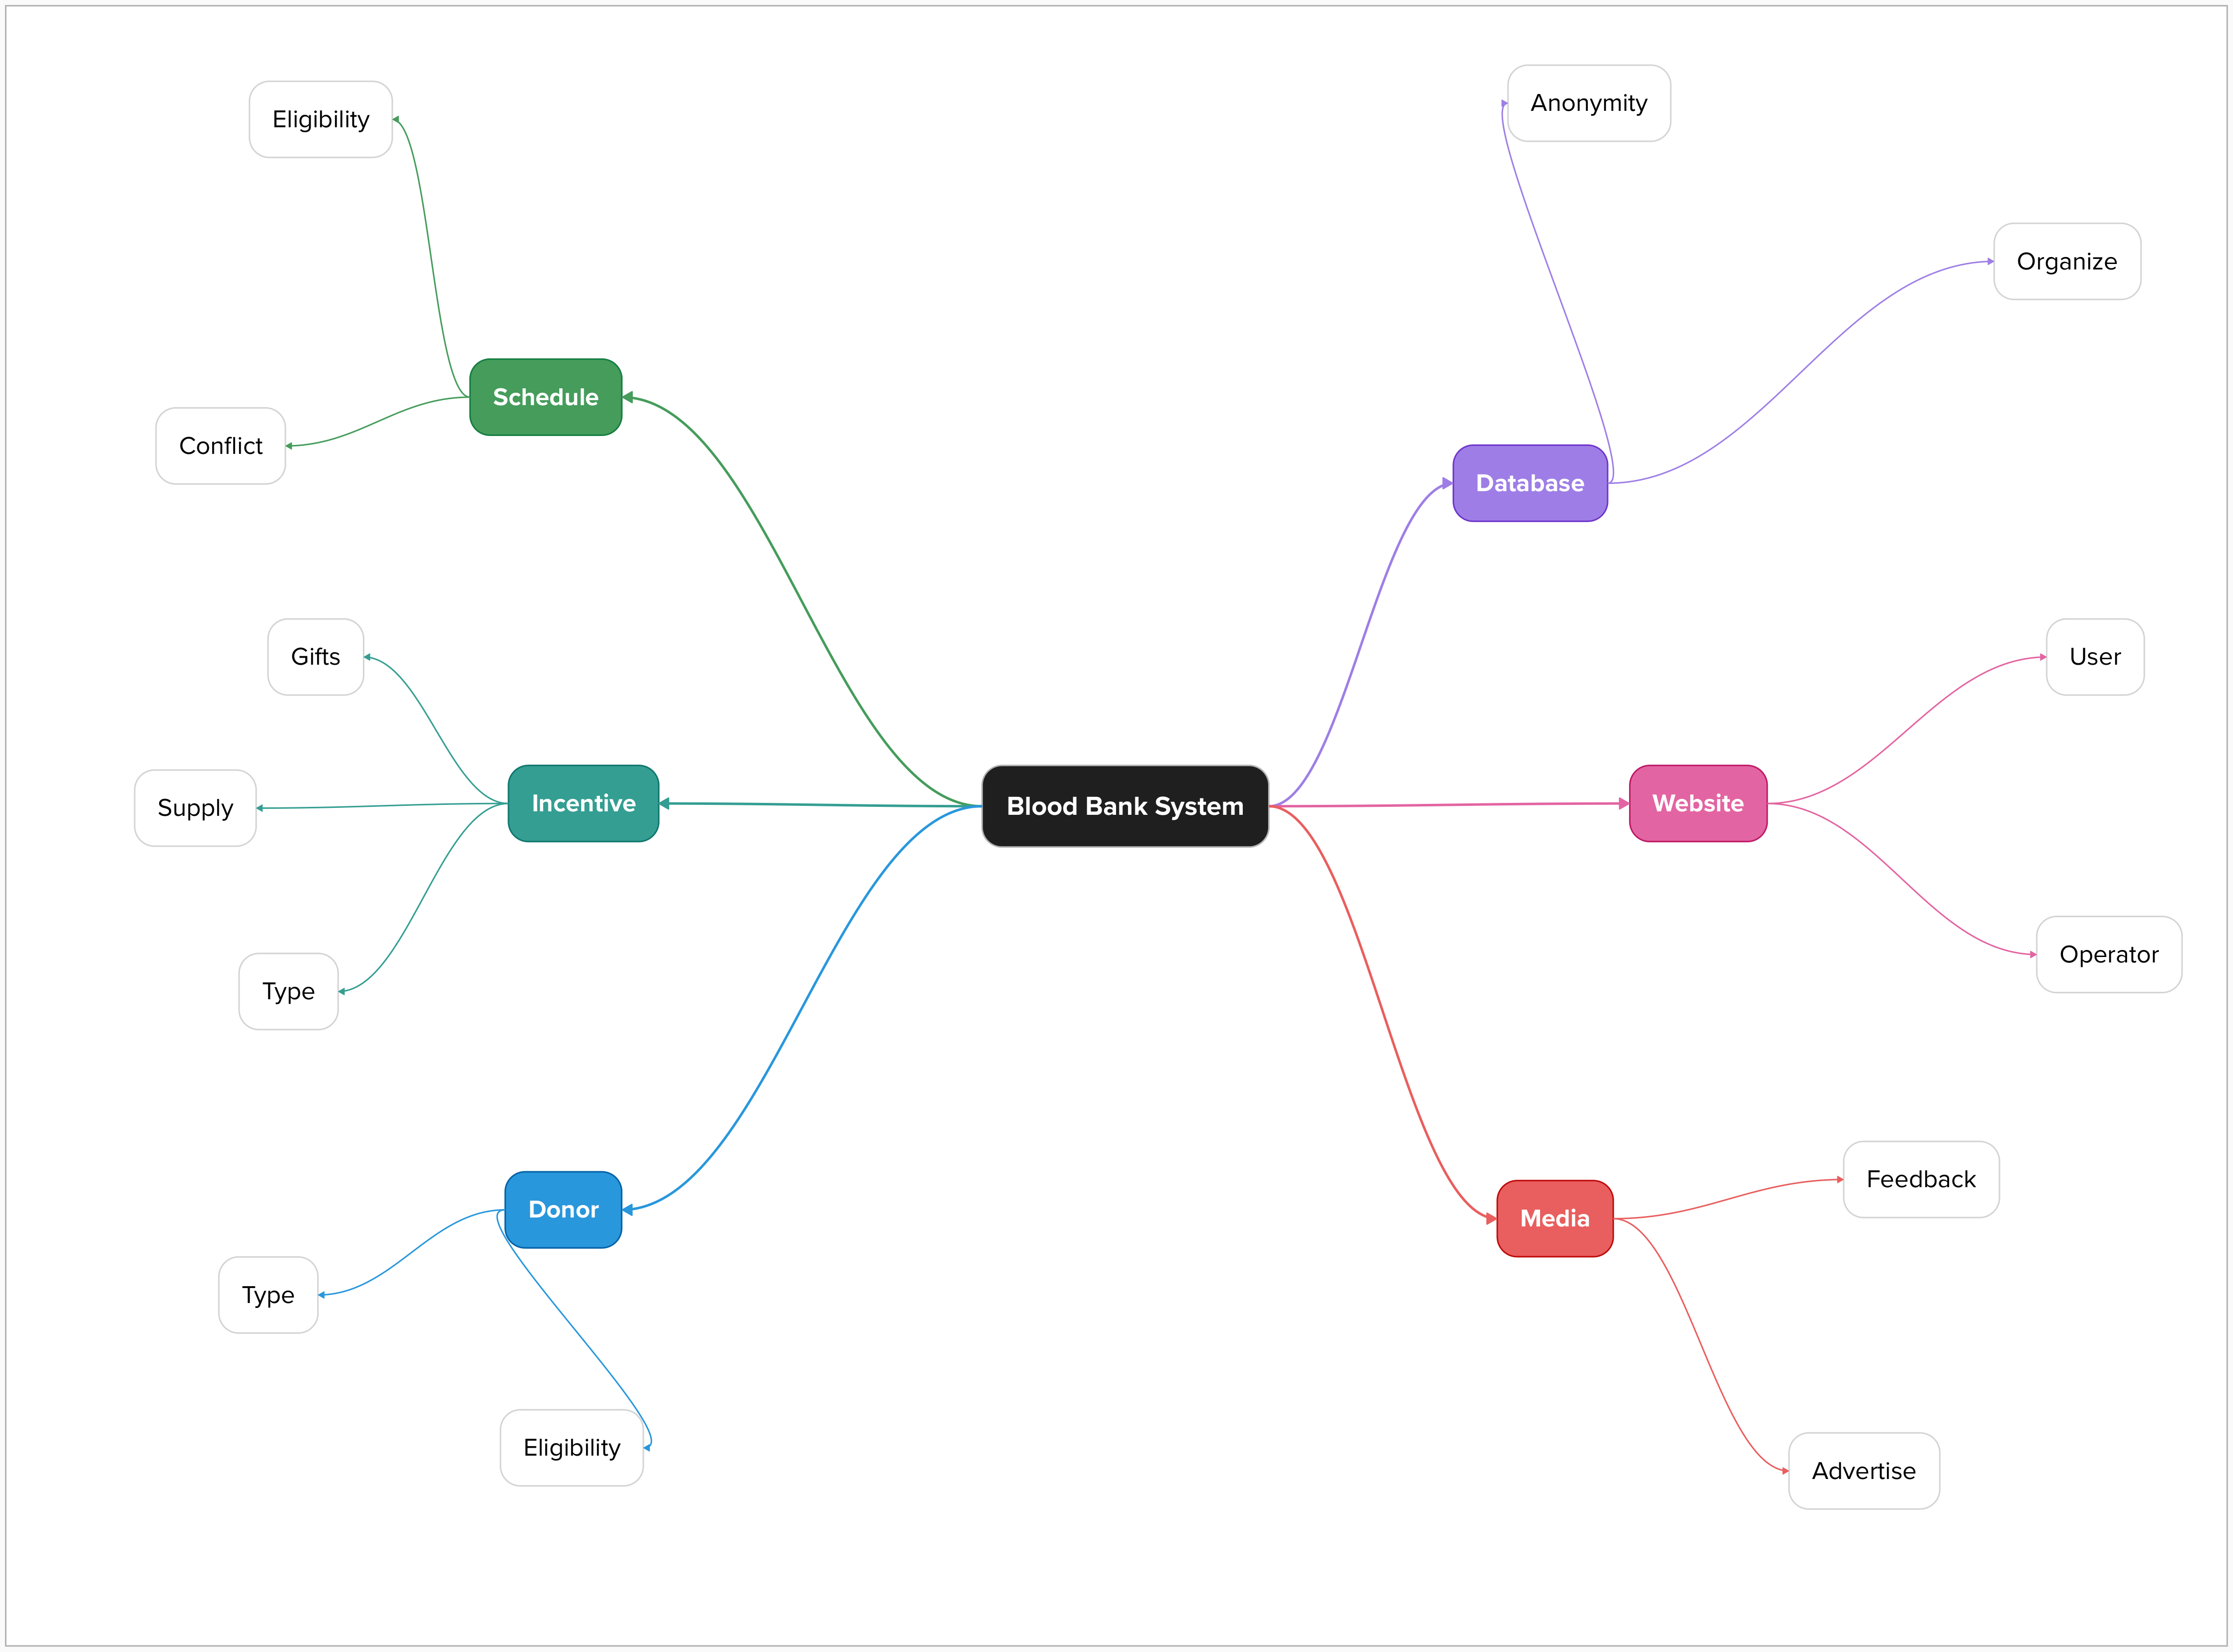 Blood Bank System
Schedule
Eligibility
Conflict
Incentive
Gifts
Supply
Type
Donor
Type
Eligibility
Database
Anonymity
Organize
Website
User
Operator
Media
Feedback
Advertise